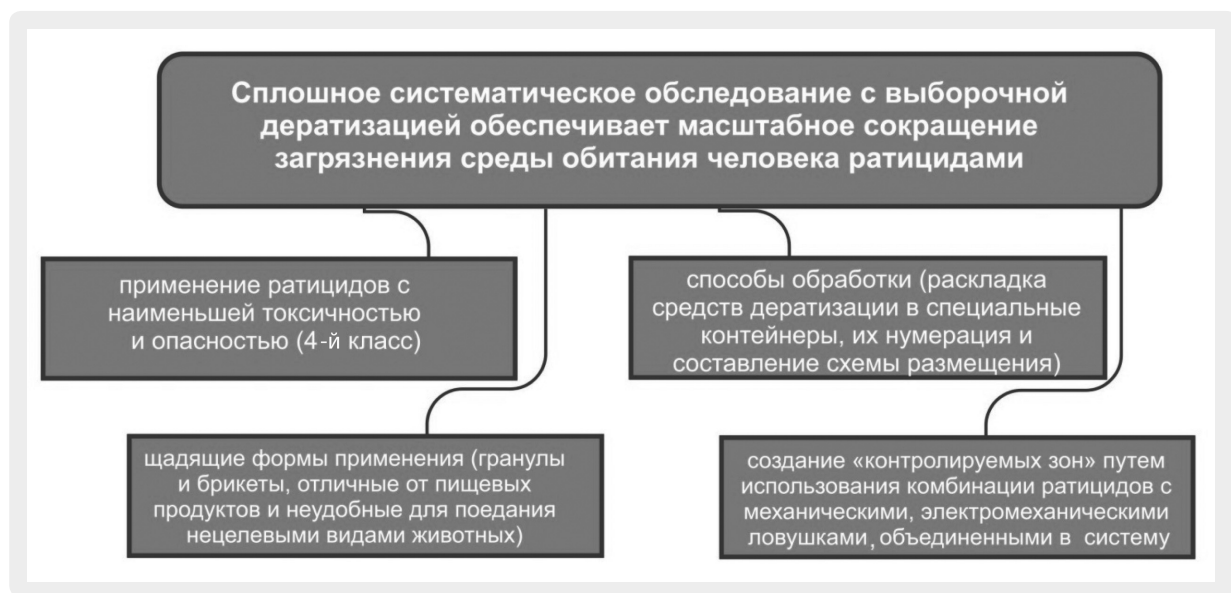 Сплошное систематическое обследование с выборочной
дератизацией обеспечивает масштабное сокращение
загрязнения среды обитания человека ратицидами
применение ратицидов с
наименьшей токсичностью
и опасностью (4-й класс)
способы обработки (раскладка
средств дератизации в специальные
контейнеры, их нумерация и
составление схемы размещения)
щадящие формы применения (гранулы
и брикеты, отличные от пищевых
продуктов и неудобные для поедания
нецелевыми видами животных)
создание «контролируемых зон» путем
использования комбинации ратицидов с
механическими, электромеханическими
ловушками, объединенными в систему